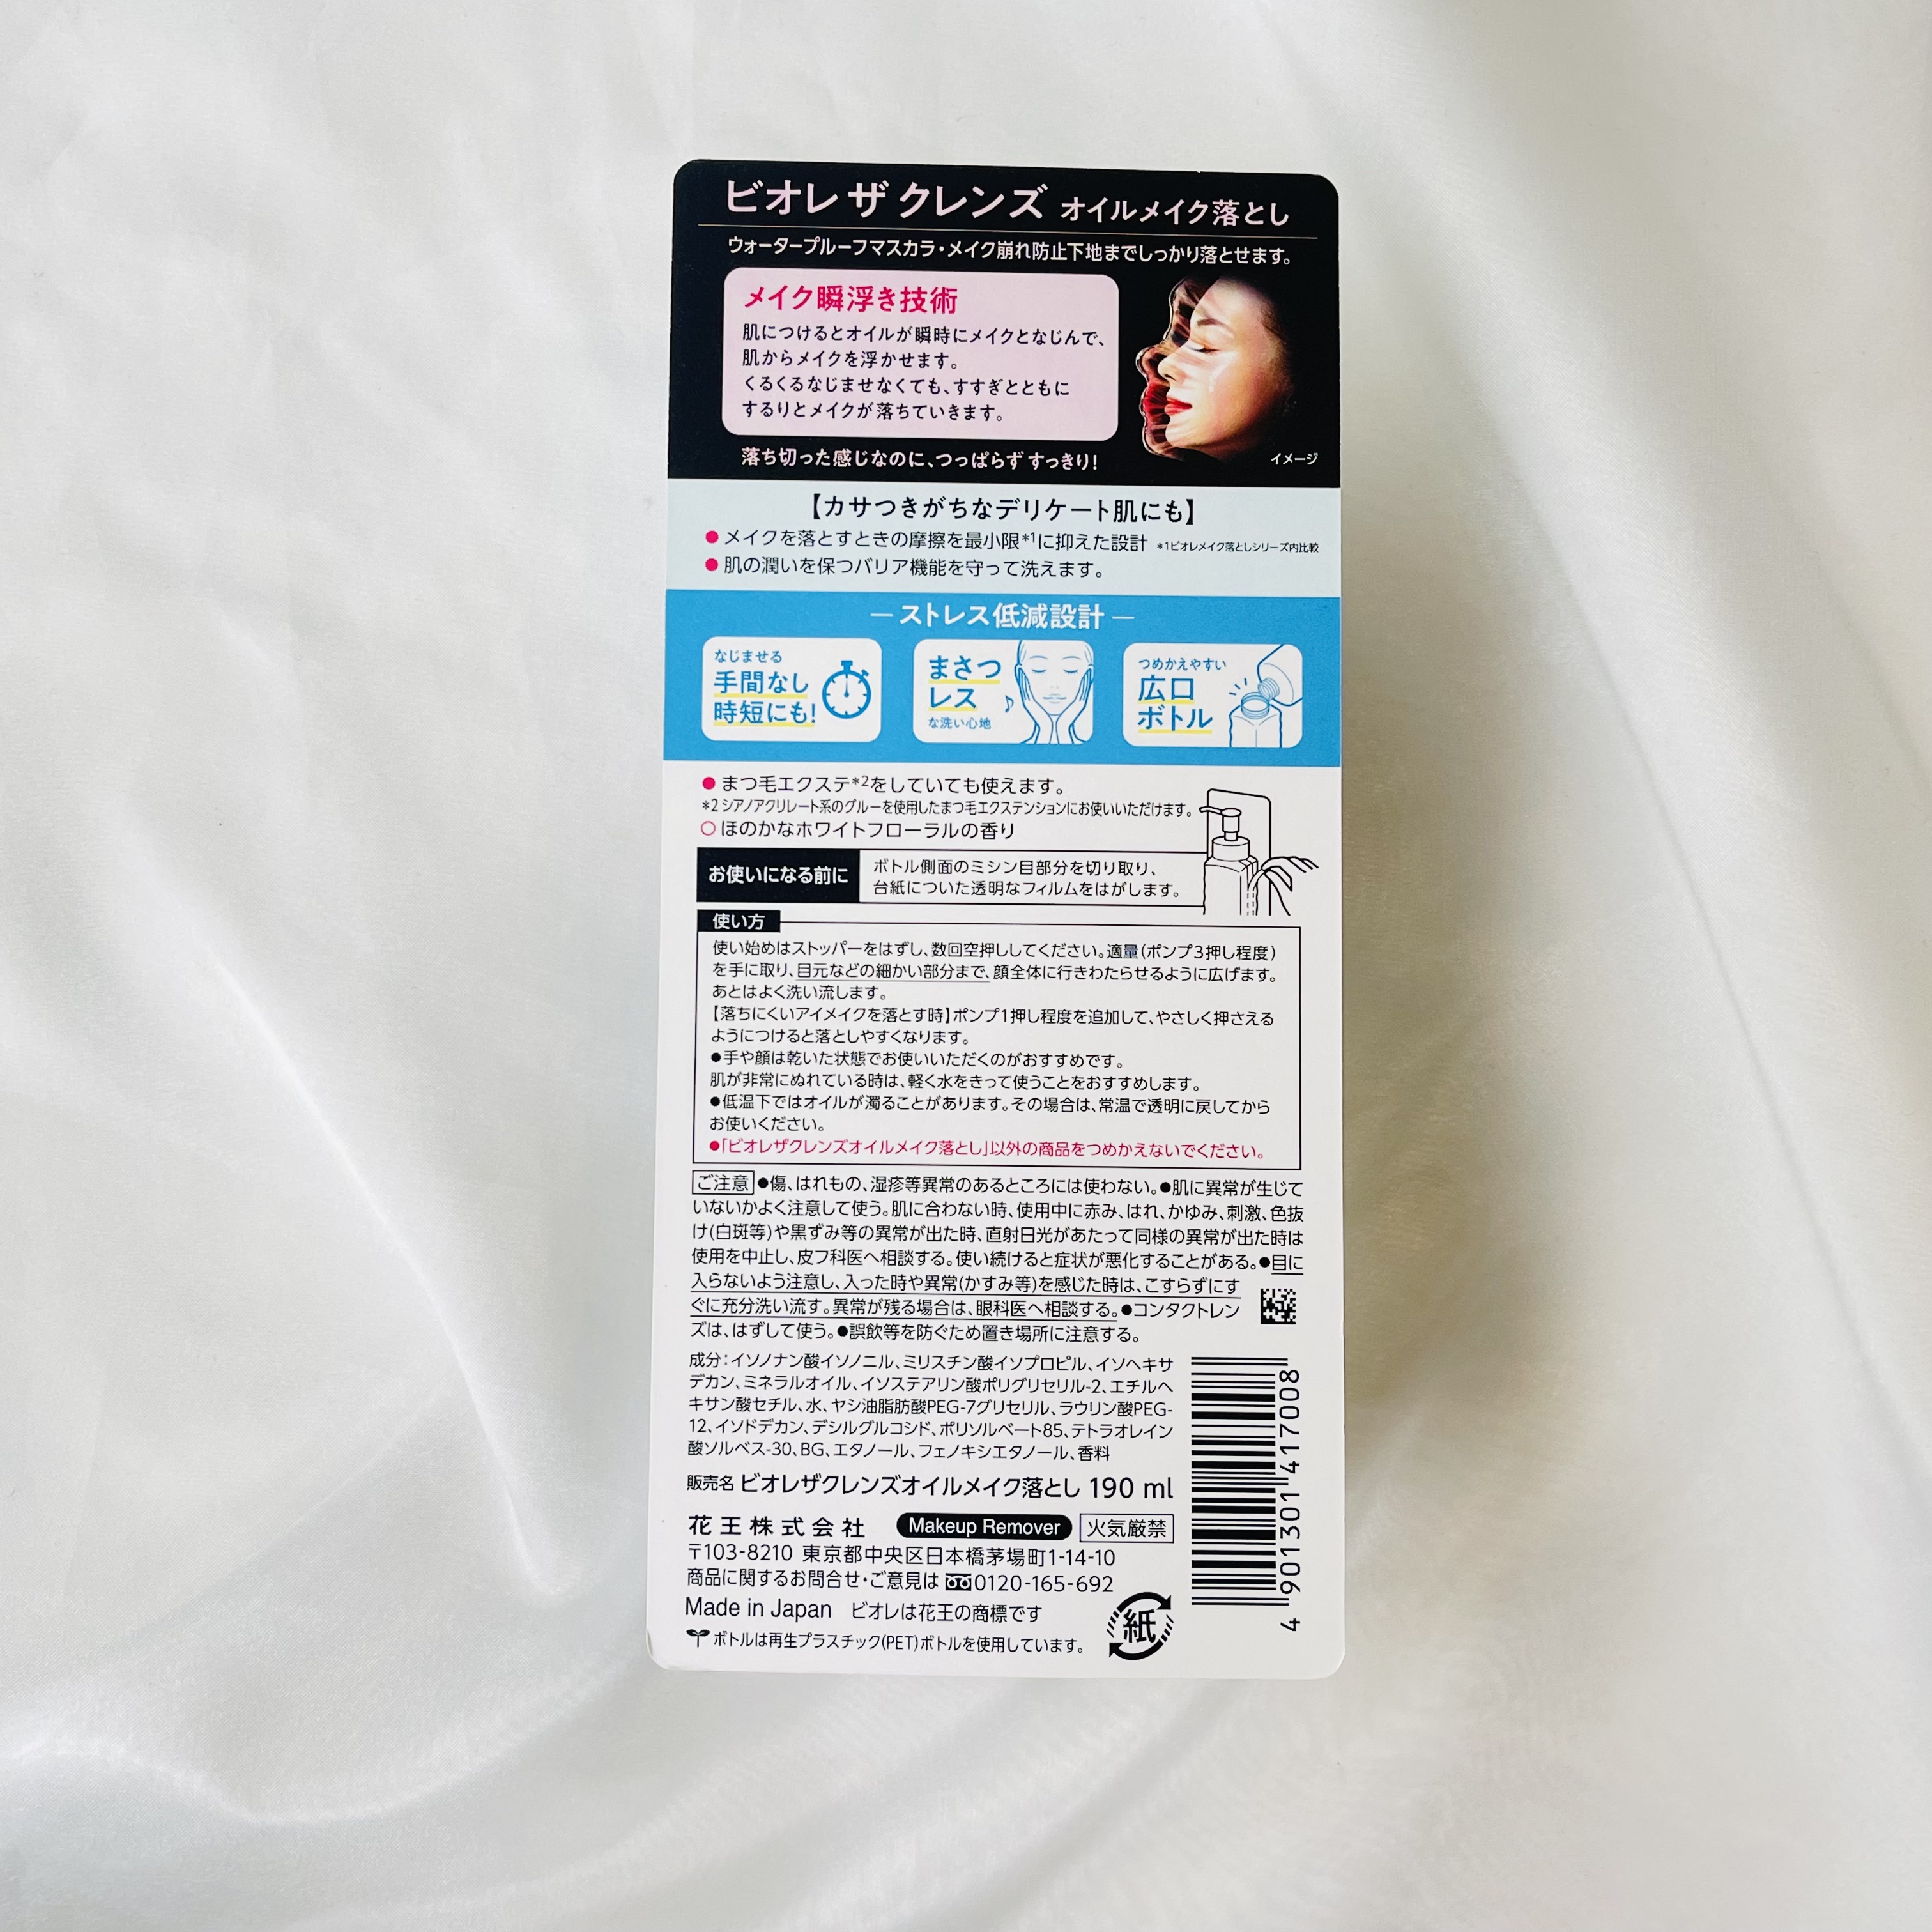 ビオレ ザ クレンズ オイルメイク落とし
ウォータープルーフマスカラ・メイク崩れ防止下地までしっかり落とせます。
メイク瞬浮き技術
肌につけるとオイルが瞬時にメイクとなじんで、
肌からメイクを浮かせます。
くるくるなじませなくても、すすぎとともに
するりとメイクが落ちていきます。
イメージ
落ち切った感じなのに、つっぱらず すっきり!
【カサつきがちなデリケート肌にも】
●メイクを落とすときの摩擦を最小限*1に抑えた設計 *1ビオレメイク落としシリーズ内比較
●肌の潤いを保つバリア機能を守って洗えます。
ーストレス低減設計ー
なじませる
手間なし
時短にも!
まさつ
レス
な洗い心地
つめかえやすい
広口
ボトル
●まつ毛エクステ*2をしていても使えます。
*2 シアノアクリレート系のグルーを使用したまつ毛エクステンションにお使いいただけます。
○ほのかなホワイトフローラルの香り
お使いになる前に
ボトル側面のミシン目部分を切り取り、
台紙についた透明なフィルムをはがします。
使い方
使い始めはストッパーをはずし、数回空押ししてください。適量(ポンプ3押し程度)
を手に取り、目元などの細かい部分まで、顔全体に行きわたらせるように広げます。
あとはよく洗い流します。
【落ちにくいアイメイクを落とす時】ポンプ1押し程度を追加して、やさしく押さえる
ようにつけると落としやすくなります。
●手や顔は乾いた状態でお使いいただくのがおすすめです。
肌が非常にぬれている時は、軽く水をきって使うことをおすすめします。
●低温下ではオイルが濁ることがあります。その場合は、常温で透明に戻してから
お使いください。
●「ビオレザクレンズオイルメイク落とし」以外の商品をつめかえないでください。
ご注意 ●傷、はれもの、湿疹等異常のあるところには使わない。●肌に異常が生じて
いないかよく注意して使う。肌に合わない時、使用中に赤み、はれ、かゆみ、刺激、色抜
け(白斑等)や黒ずみ等の異常が出た時、直射日光があたって同様の異常が出た時は
使用を中止し、皮フ科医へ相談する。使い続けると症状が悪化することがある。●目に
入らないよう注意し、入った時や異常(かすみ等)を感じた時は、こすらずにす
ぐに充分洗い流す。異常が残る場合は、眼科医へ相談する。●コンタクトレン
ズは、はずして使う。●誤飲等を防ぐため置き場所に注意する。
成分:イソノナン酸イソノニル、ミリスチン酸イソプロピル、イソヘキサ
デカン、ミネラルオイル、イソステアリン酸ポリグリセリル-2、エチルヘ
キサン酸セチル、水、ヤシ油脂肪酸PEG-7グリセリル、ラウリン酸PEG-
12、イソドデカン、デシルグルコシド、ポリソルベート85、テトラオレイン
酸ソルベス-30、BG、エタノール、フェノキシエタノール、香料
販売名 ビオレザクレンズオイルメイク落とし 190 ml
花王株式会社 Makeup Remover 火気厳禁
〒103-8210 東京都中央区日本橋茅場町1-14-10
商品に関するお問合せ・ご意見は 0120-165-692
Made in Japan ビオレは花王の商標です
ボトルは再生プラスチック(PET)ボトルを使用しています。
紙
4 901301 417008